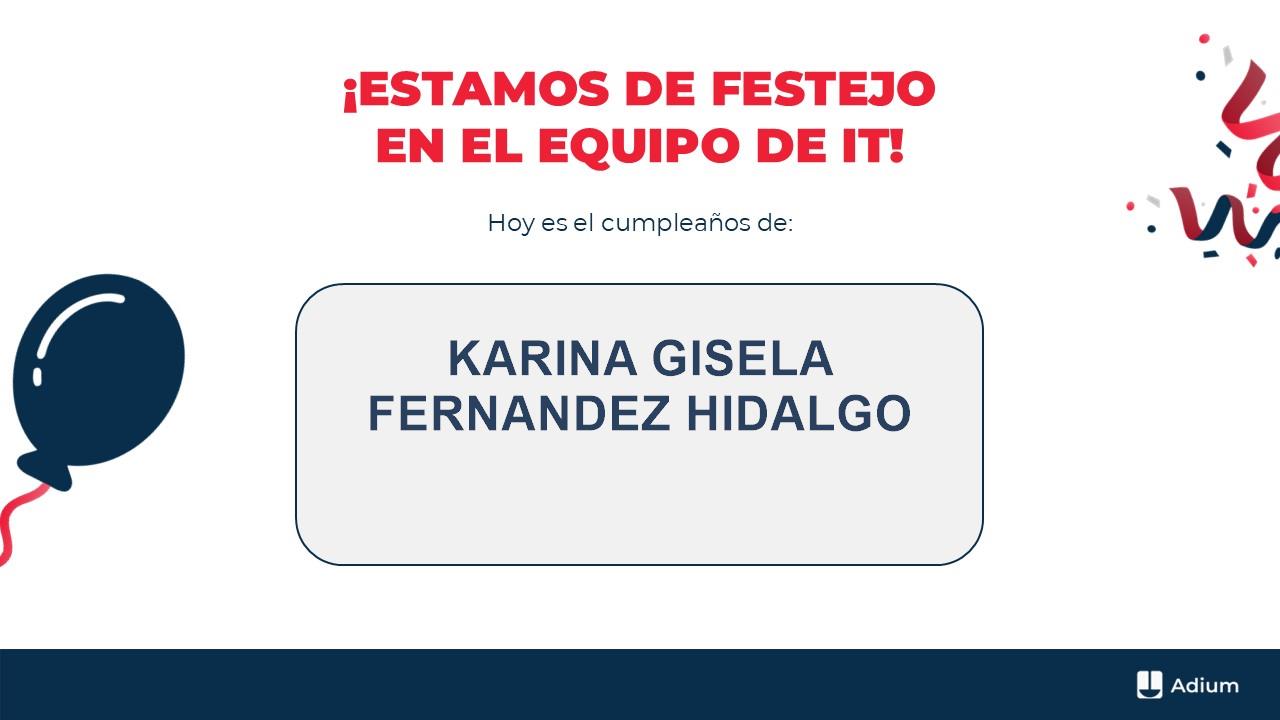 ¡ESTAMOS DE FESTEJO
EN EL EQUIPO DE IT!
Hoy es el cumpleaños de:
KARINA GISELA
FERNANDEZ HIDALGO
Adium